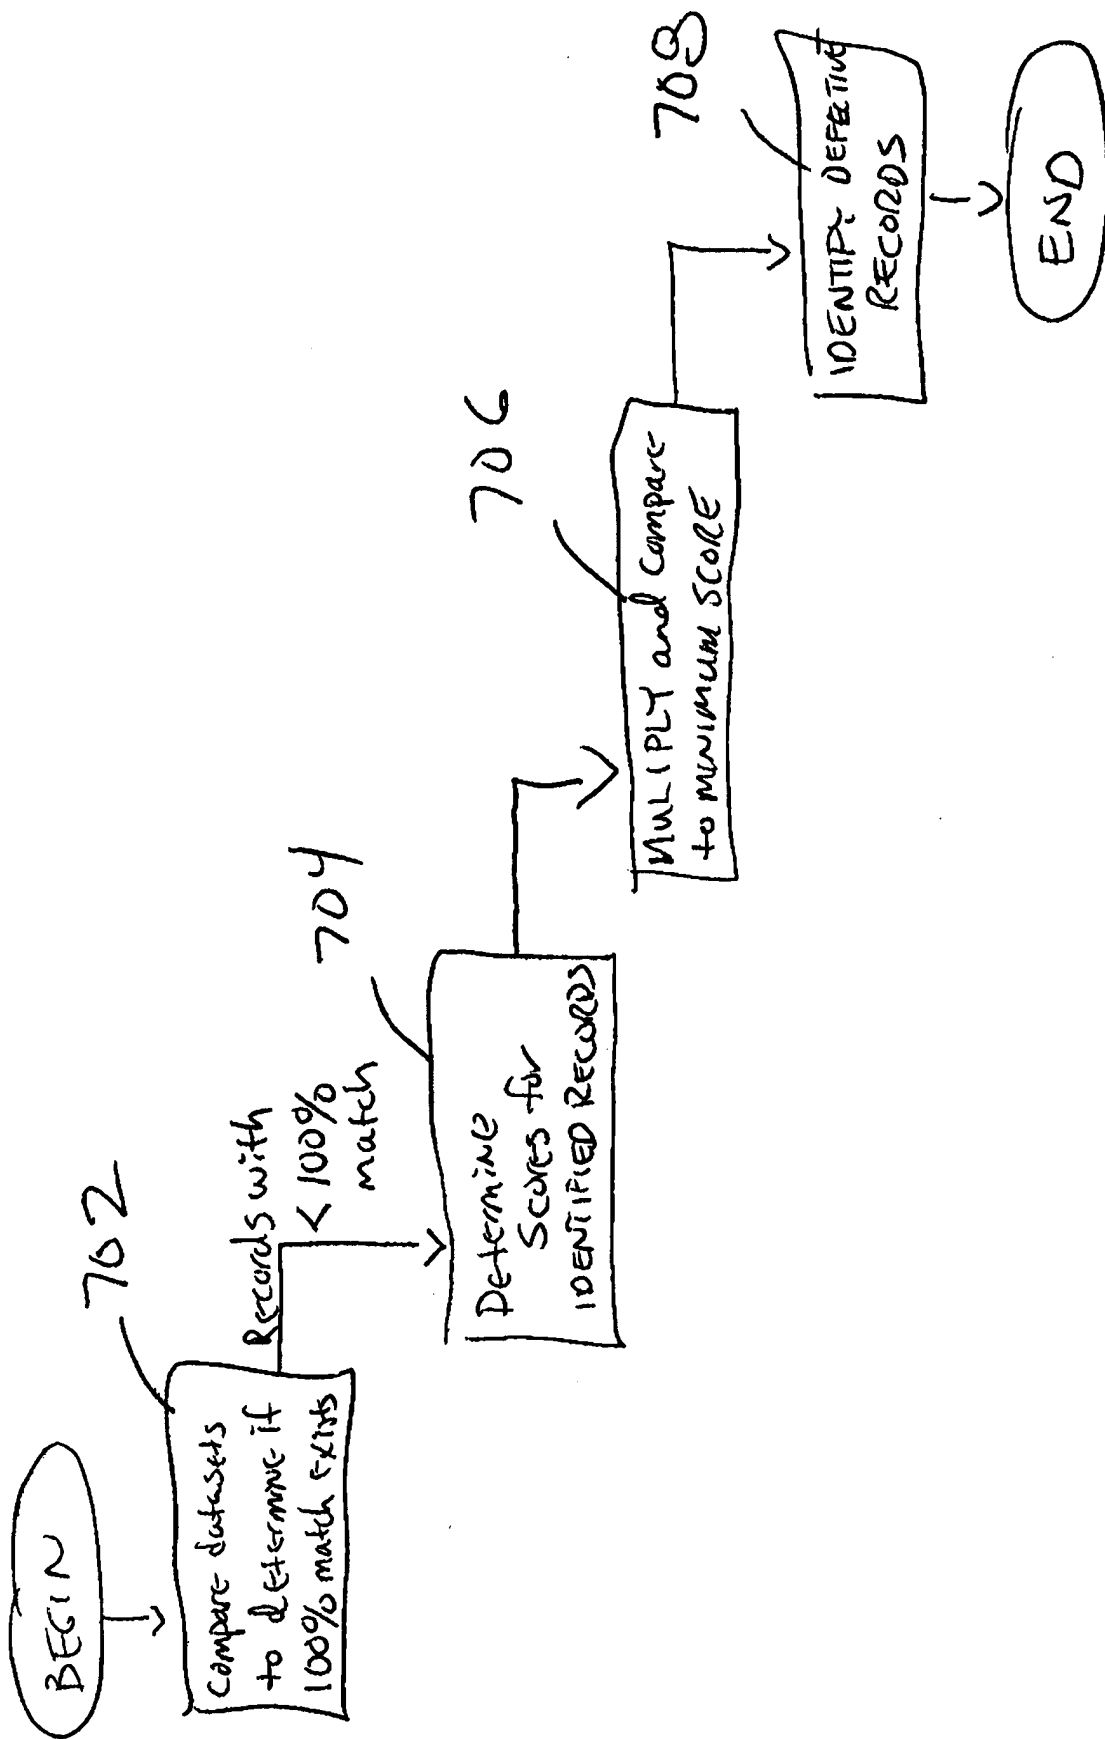 BEGIN
702
Compare datasets
to determine if
100% match exists
Records with
< 100%
match
704
Determine
Scores for
IDENTIFIED RECORDS
706
MULIPLY and compare
to MINIMUM SCORE
708
IDENTIFY DEFECTIVE
RECORDS
END